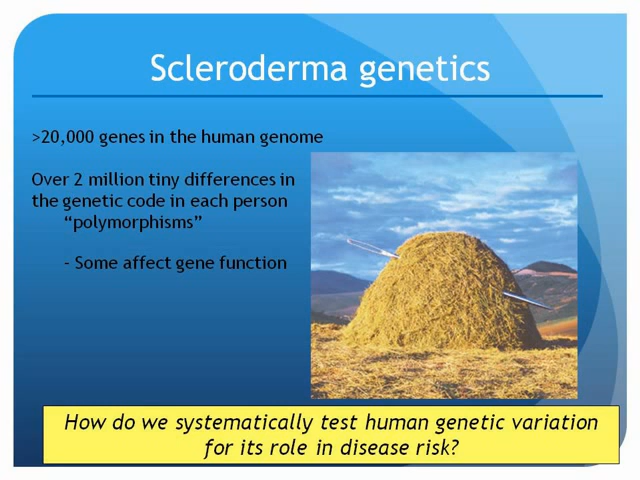 Scleroderma genetics
>20,000 genes in the human genome
Over 2 million tiny differences in
the genetic code in each person
“polymorphisms”
- Some affect gene function
How do we systematically test human genetic variation
for its role in disease risk?